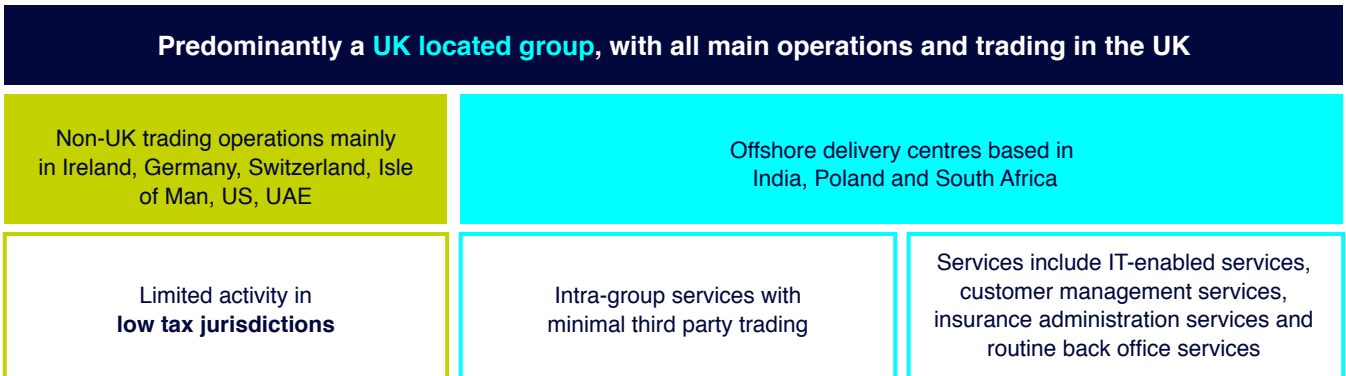 Predominantly a UK located group, with all main operations and trading in the UK
Non-UK trading operations mainly
in Ireland, Germany, Switzerland, Isle
of Man, US, UAE
Offshore delivery centres based in
India, Poland and South Africa
Limited activity in
low tax jurisdictions
Intra-group services with
minimal third party trading
Services include IT-enabled services,
customer management services,
insurance administration services and
routine back office services